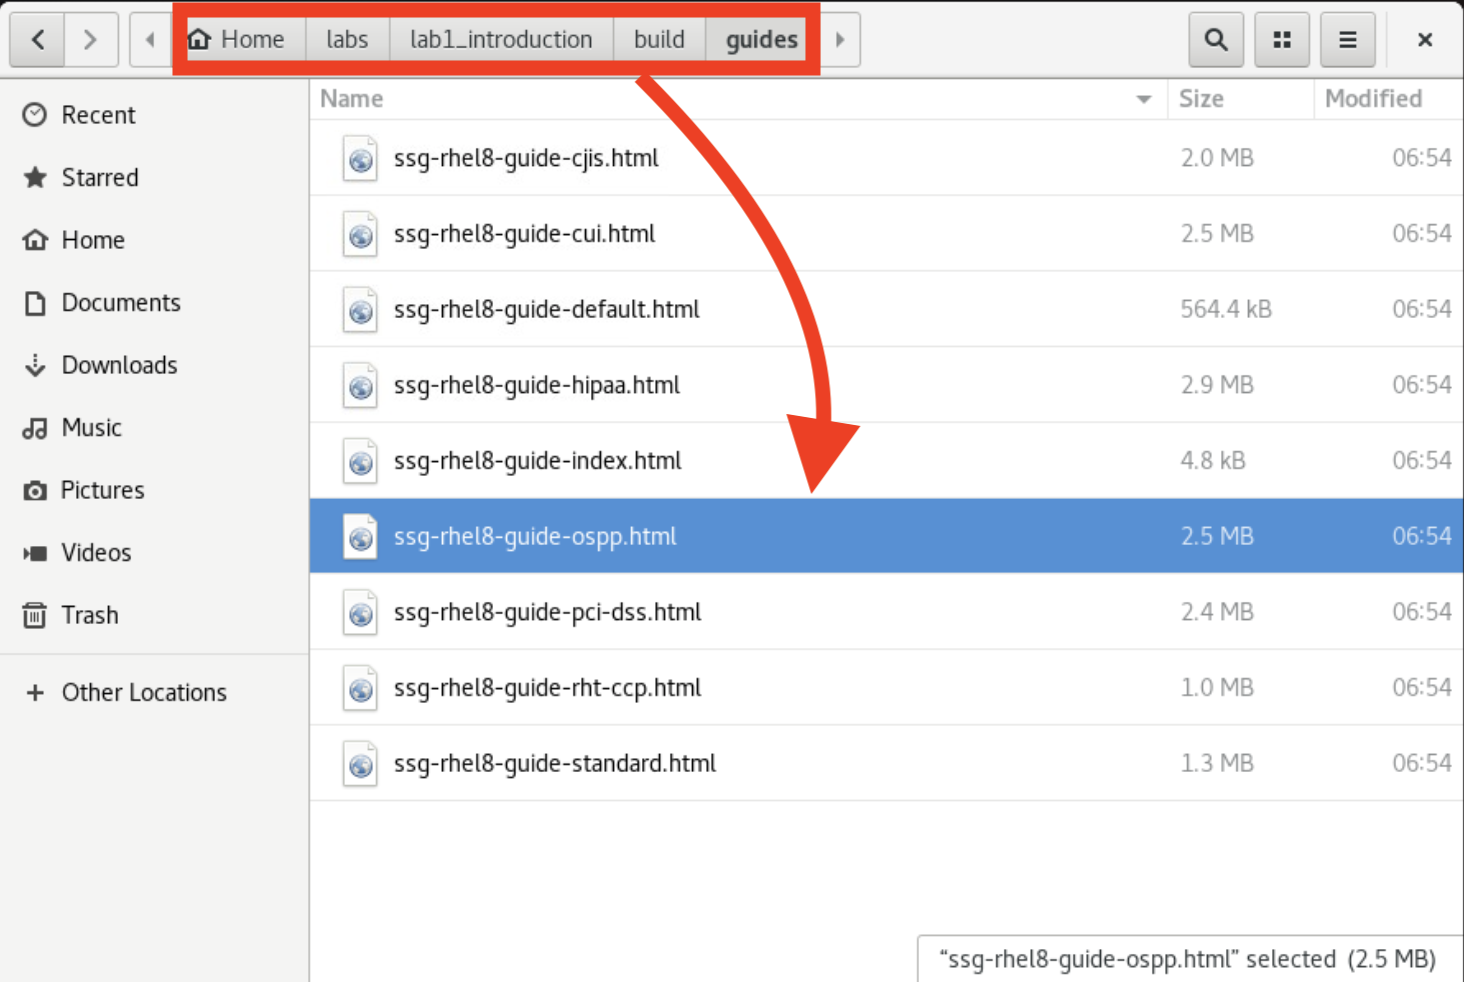 Home labs lab1_introduction build guides
Name Size Modified
Recent
Starred
Home
Documents
Downloads
Music
Pictures
Videos
Trash
Other Locations
ssg-rhel8-guide-cjis.html 2.0 MB 06:54
ssg-rhel8-guide-cui.html 2.5 MB 06:54
ssg-rhel8-guide-default.html 564.4 kB 06:54
ssg-rhel8-guide-hipaa.html 2.9 MB 06:54
ssg-rhel8-guide-index.html 4.8 kB 06:54
ssg-rhel8-guide-ospp.html 2.5 MB 06:54
ssg-rhel8-guide-pci-dss.html 2.4 MB 06:54
ssg-rhel8-guide-rht-ccp.html 1.0 MB 06:54
ssg-rhel8-guide-standard.html 1.3 MB 06:54
“ssg-rhel8-guide-ospp.html” selected (2.5 MB)